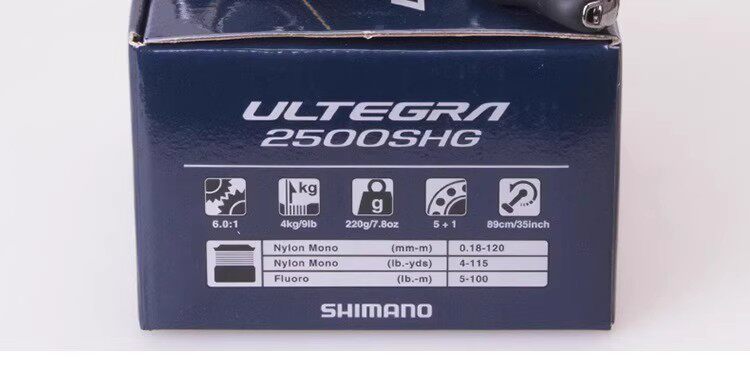 ULTEGRA
2500SHG
kg
g
6.0:1 4kg/9lb 220g/7.8oz 5 + 1 89cm/35inch
Nylon Mono (mm-m) 0.18-120
Nylon Mono (lb.-yds) 4-115
Fluoro (lb.-m) 5-100
SHIMANO